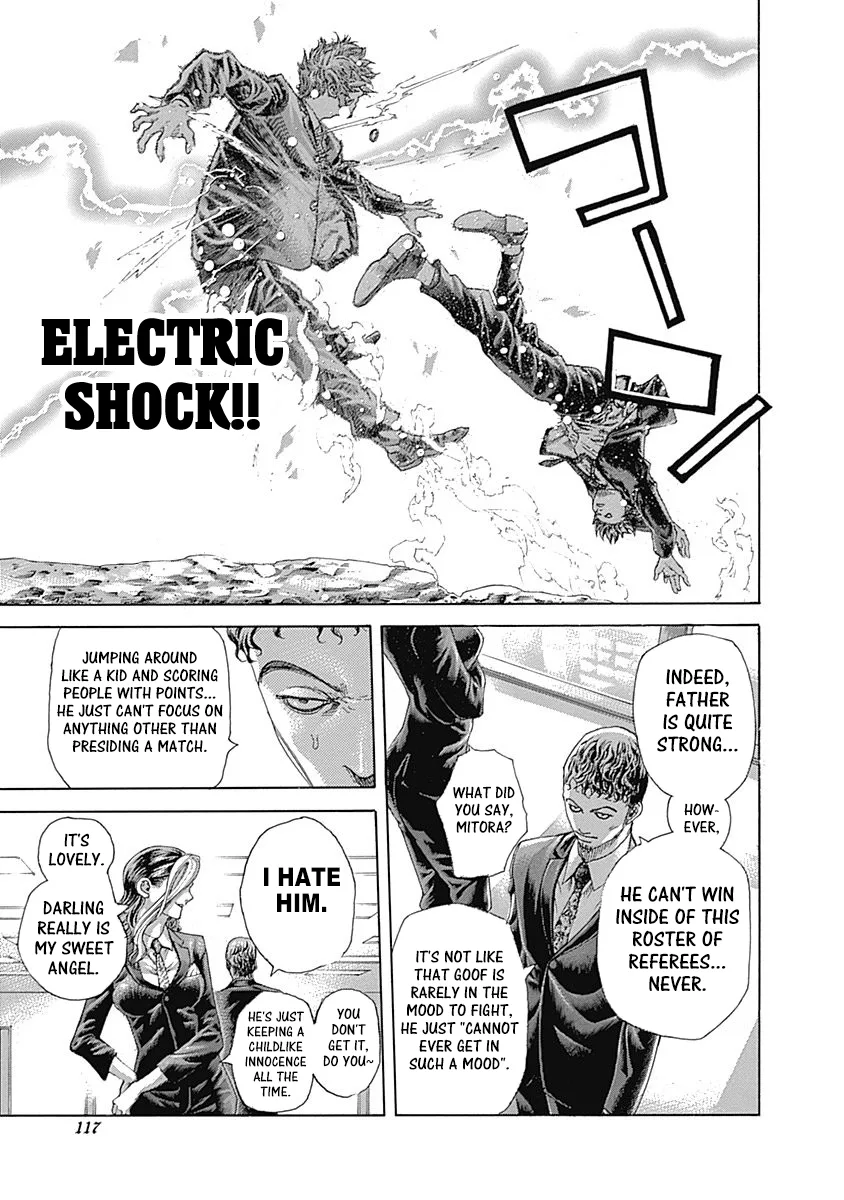 ELECTRIC
SHOCK!!
INDEED,
FATHER
IS QUITE
STRONG...
HOW-
EVER,
HE CAN'T WIN
INSIDE OF THIS
ROSTER OF
REFEREES...
NEVER.
WHAT DID
YOU SAY,
MITORA?
IT'S NOT LIKE
THAT GOOF IS
RARELY IN THE
MOOD TO FIGHT,
HE JUST "CANNOT
EVER GET IN
SUCH A MOOD".
JUMPING AROUND
LIKE A KID AND SCORING
PEOPLE WITH POINTS...
HE JUST CAN'T FOCUS ON
ANYTHING OTHER THAN
PRESIDING A MATCH.
I HATE
HIM.
YOU
DON'T
GET IT,
DO YOU~
HE'S JUST
KEEPING A
CHILDLIKE
INNOCENCE
ALL THE
TIME.
IT'S
LOVELY.
DARLING
REALLY IS
MY SWEET
ANGEL.
117